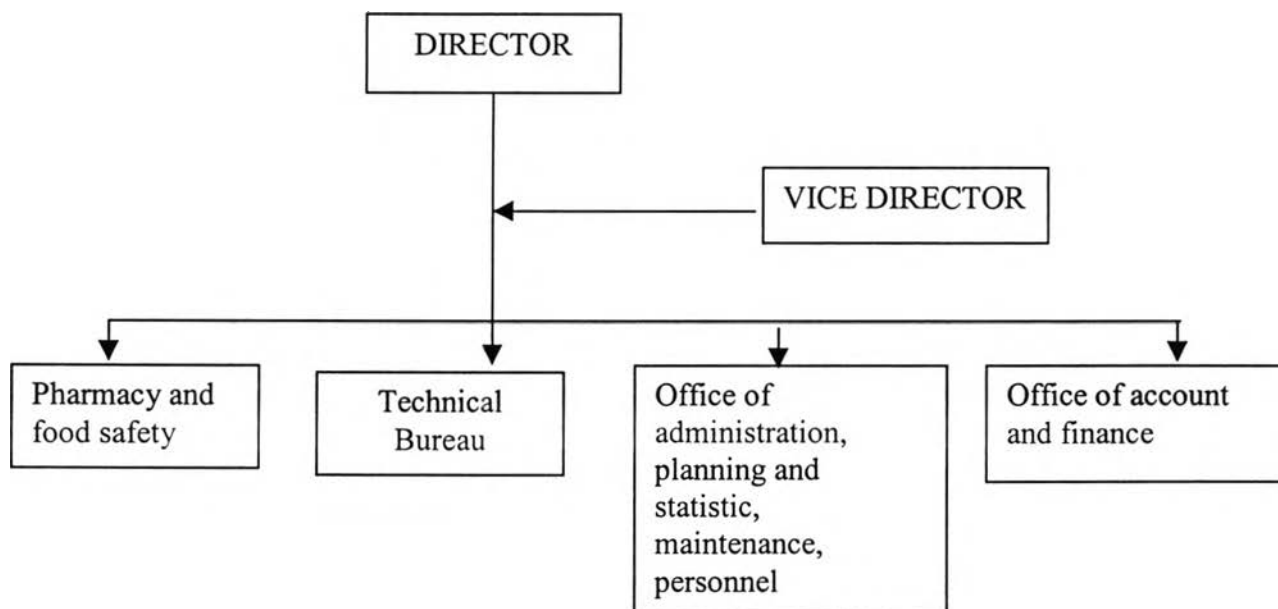 DIRECTOR
VICE DIRECTOR
Pharmacy and
food safety
Technical
Bureau
Office of
administration,
planning and
statistic,
maintenance,
personnel
Office of account
and finance